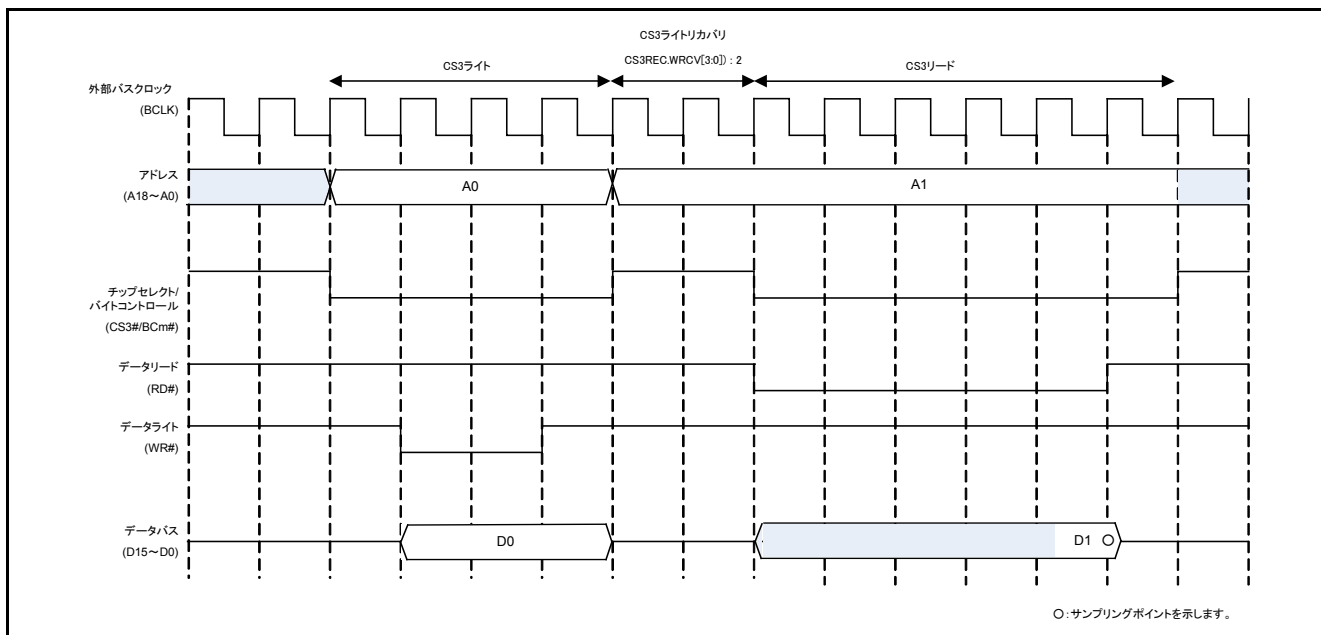 CS3ライトリカバリ
CS3REC.WRCV[3:0]) : 2
CS3ライト
CS3リード
外部バスクロック
(BCLK)
アドレス
(A18～A0)
A0
A1
チップセレクト/
バイトコントロール
(CS3#/BCm#)
データリード
(RD#)
データライト
(WR#)
データバス
(D15～D0)
D0
D1
○:サンプリングポイントを示します。